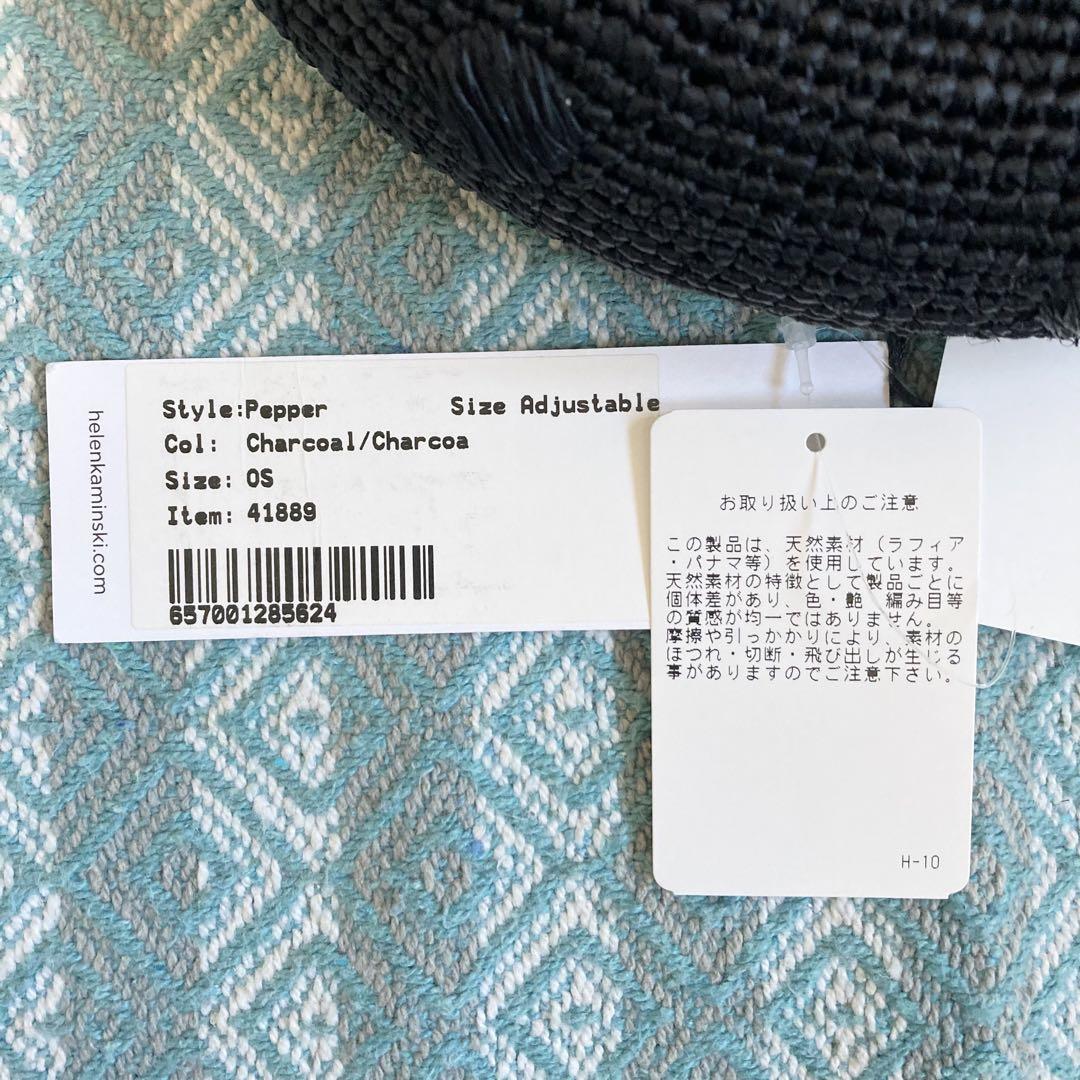 helenkaminski.com
Style:Pepper Size Adjustable
Col: Charcoal/Charcoa
Size: OS
Item: 41889
657001285624
お取り扱い上のご注意
この製品は、天然素材（ラフィア
・パナマ等）を使用しています。
天然素材の特徴として製品ごとに
個体差があり、色・艶・編み目等
の質感が均一ではありません。
摩擦や引っかかりにより、素材の
ほつれ・切断・飛び出しが生じる
事がありますのでご注意下さい。
H-10